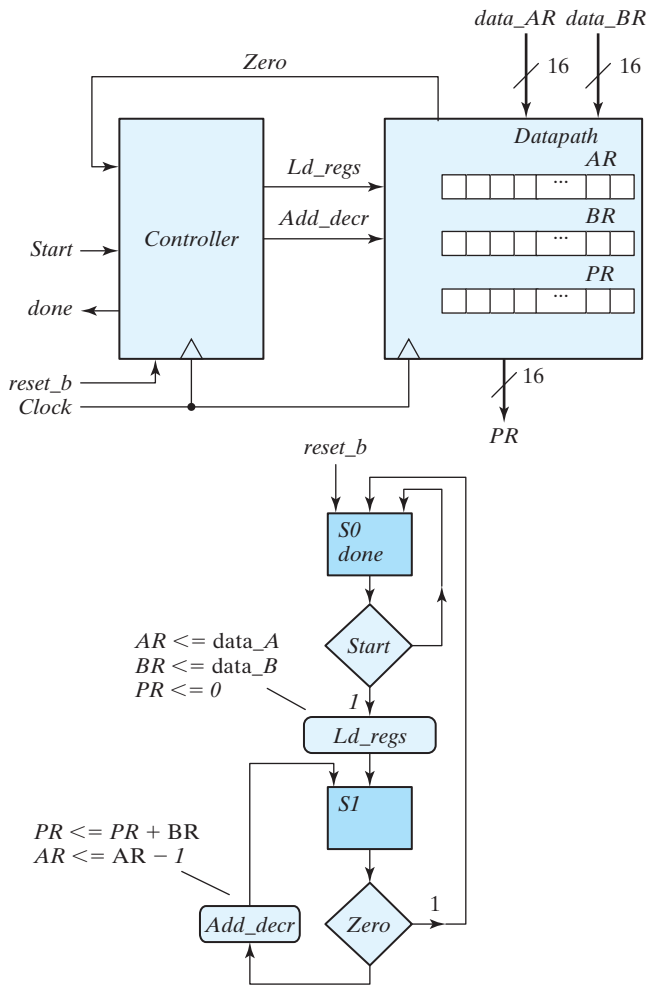 data_AR data_BR
Zero
16 16
Datapath
AR
Ld_regs
...
BR
Add_decr
Controller
...
Start
PR
...
done
reset_b
16
Clock
PR
reset_b
S0
done
AR <= data_A
Start
BR <= data_B
PR <= 0
1
Ld_regs
S1
PR <= PR + BR
AR <= AR − 1
1
Add_decr
Zero